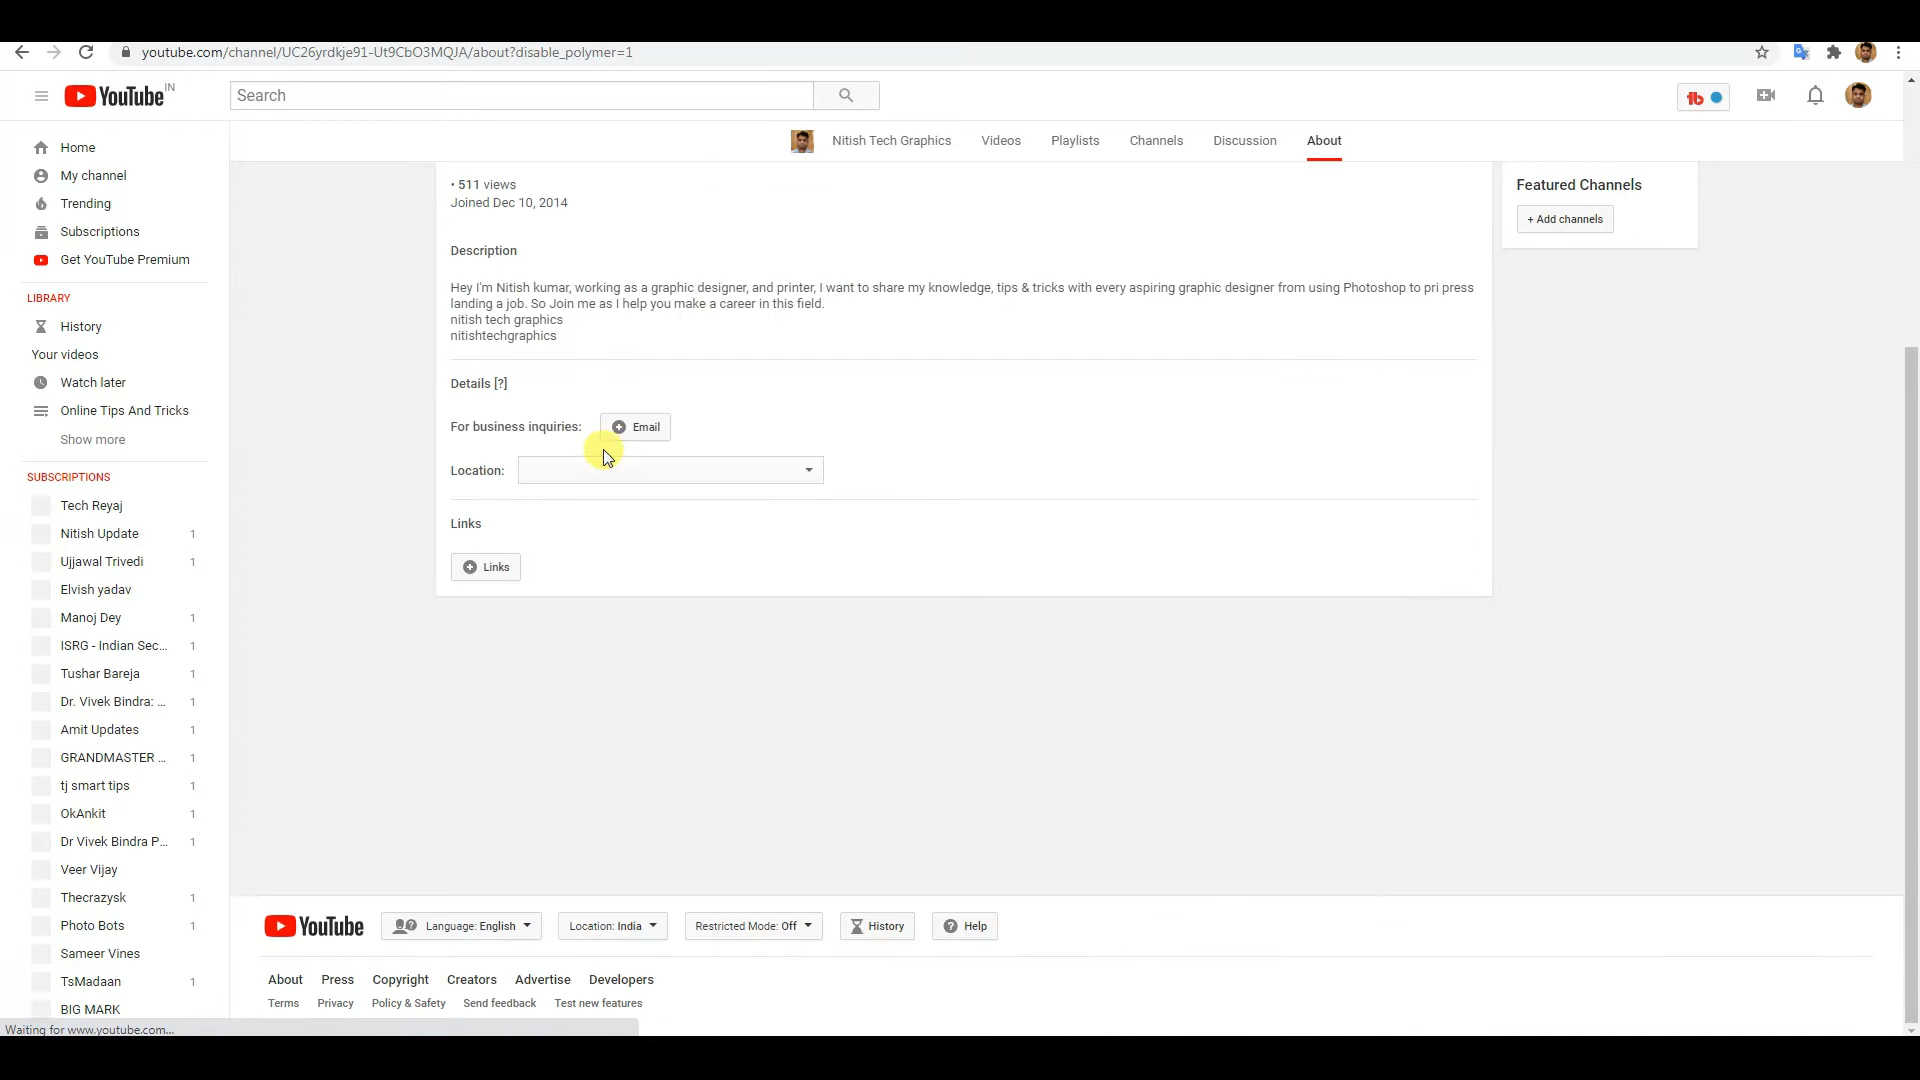 youtube.com/channel/UC26yrdkje91-Ut9CbO3MQJA/about?disable_polymer=1
YouTube IN
Search
Nitish Tech Graphics Videos Playlists Channels Discussion About
Home
My channel
Trending
Subscriptions
Get YouTube Premium
LIBRARY
History
Your videos
Watch later
Online Tips And Tricks
Show more
SUBSCRIPTIONS
Tech Reyaj
Nitish Update 1
Ujjawal Trivedi 1
Elvish yadav
Manoj Dey 1
ISRG - Indian Sec... 1
Tushar Bareja 1
Dr. Vivek Bindra: ... 1
Amit Updates 1
GRANDMASTER ... 1
tj smart tips 1
OkAnkit 1
Dr Vivek Bindra P... 1
Veer Vijay
Thecrazysk 1
Photo Bots 1
Sameer Vines
TsMadaan 1
BIG MARK
• 511 views
Joined Dec 10, 2014
Description
Hey I'm Nitish kumar, working as a graphic designer, and printer, I want to share my knowledge, tips & tricks with every aspiring graphic designer from using Photoshop to pri press
landing a job. So Join me as I help you make a career in this field.
nitish tech graphics
nitishtechgraphics
Details [?]
For business inquiries: Email
Location:
Links
Links
Featured Channels
+ Add channels
YouTube Language: English Location: India Restricted Mode: Off History Help
About Press Copyright Creators Advertise Developers
Terms Privacy Policy & Safety Send feedback Test new features
Waiting for www.youtube.com...